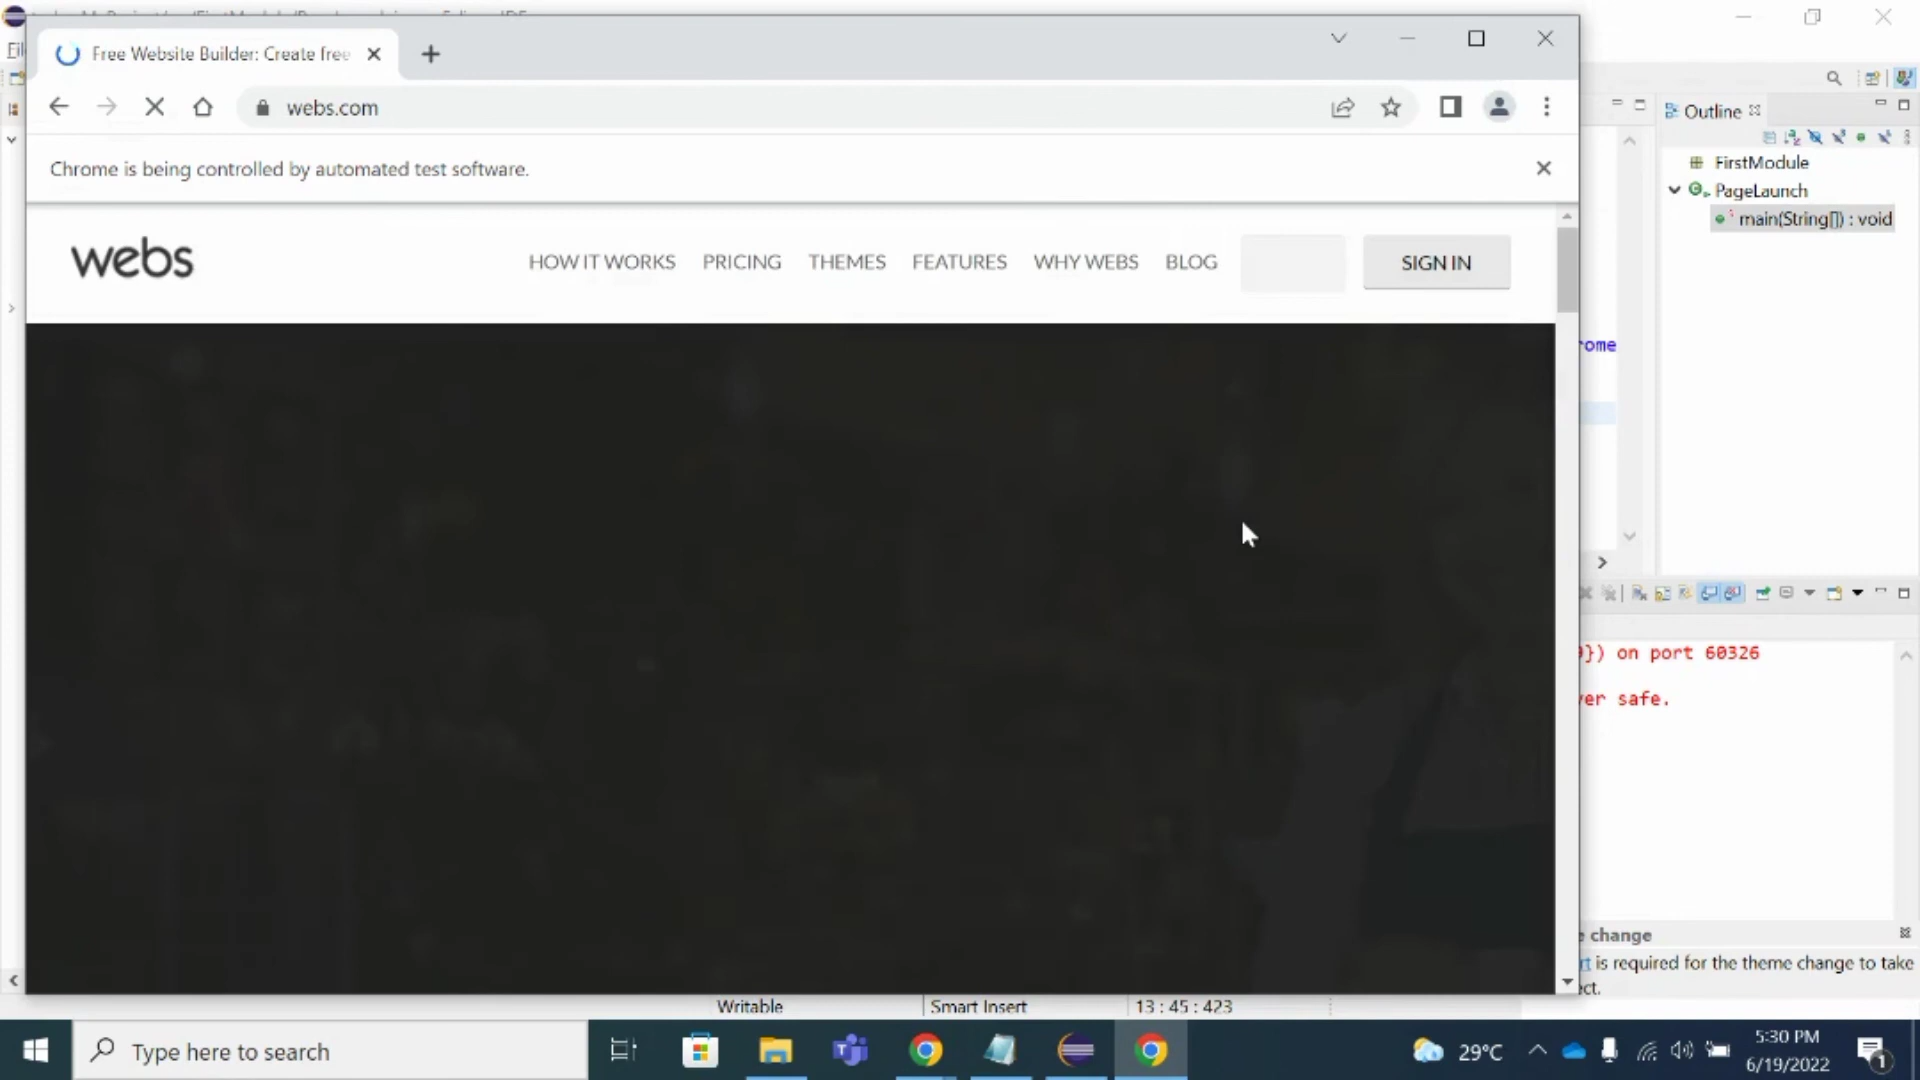 Free Website Builder: Create free
webs.com
Chrome is being controlled by automated test software.
webs
HOW IT WORKS
PRICING
THEMES
FEATURES
WHY WEBS
BLOG
SIGN IN
Outline
FirstModule
PageLaunch
main(String[]) : void
rome
}) on port 60326
er safe.
change
is required for the theme change to take
ect.
Writable
Smart Insert
13 : 45 : 423
Type here to search
29°C
5:30 PM
6/19/2022
1